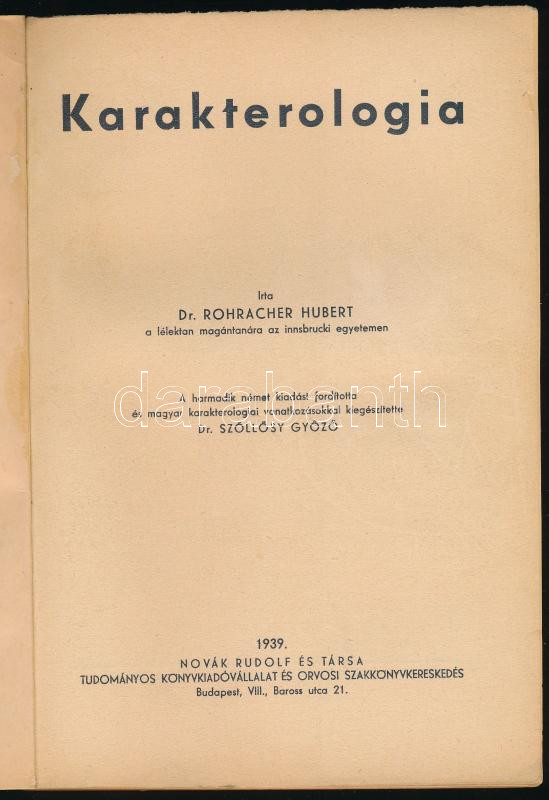 Karakterologia
Irta
Dr. ROHRACHER HUBERT
a lélektan magántanára az innsbrucki egyetemen
A harmadik német kiadást fordította
és magyar karakterologiai vonatkozásokkal kiegészítette
Dr. SZŐLLŐSY GYŐZŐ
darabanth
1939.
NOVÁK RUDOLF ÉS TÁRSA
TUDOMÁNYOS KÖNYVKIADÓVÁLLALAT ÉS ORVOSI SZAKKÖNYVKERESKEDÉS
Budapest, VIII., Baross utca 21.